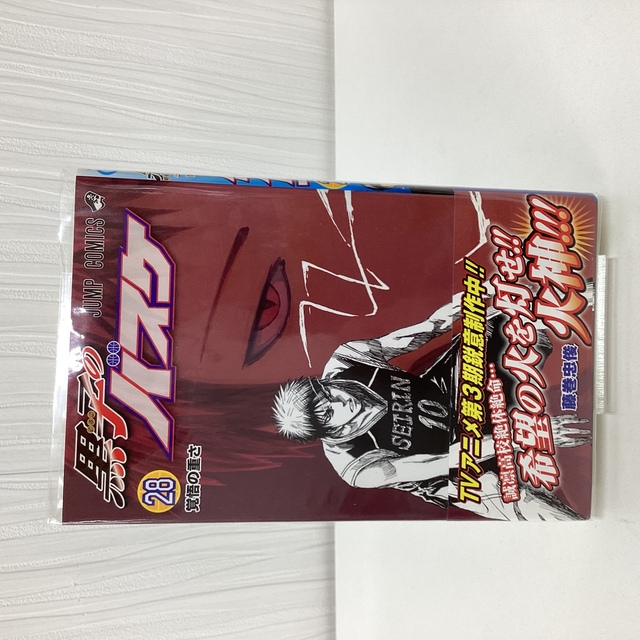 JUMP COMICS
黒子の
バスケ
28
覚悟の重さ
SEIRIN
10
TVアニメ第3期鋭意制作中!!
誠凛高校絶体絶命…
希望の火を灯せ!!
火神!!!
藤巻忠俊